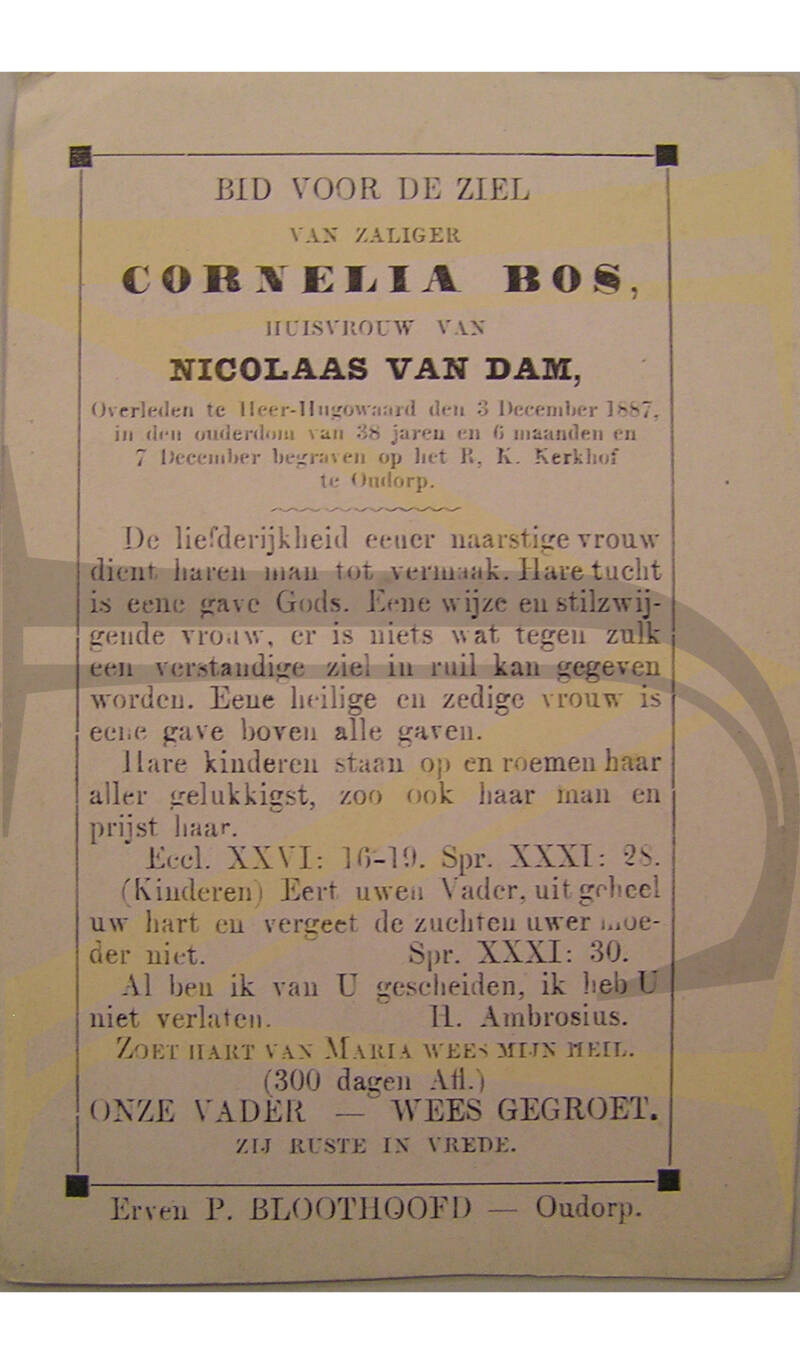 BID VOOR DE ZIEL
VAN ZALIGER
CORNELIA BOS,
HUISVROUW VAN
NICOLAAS VAN DAM,
Overleden te Heer-Hugowaard den 3 December 1887,
in den ouderdom van 38 jaren en 6 maanden en
7 December begraven op het R. K. Kerkhof
te Oudorp.
De liefderijkheid eener naarstige vrouw
dient haren man tot vermaak. Hare tucht
is eene gave Gods. Eene wijze en stilzwij-
gende vrouw, er is niets wat tegen zulk
een verstandige ziel in ruil kan gegeven
worden. Eene heilige en zedige vrouw is
eene gave boven alle gaven.
Hare kinderen staan op en roemen haar
aller gelukkigst, zoo ook haar man en
prijst haar.
Eccl. XXVI: 16-19. Spr. XXXI: 28.
(Kinderen) Eert uwen Vader, uit geheel
uw hart en vergeet de zuchten uwer moe-
der niet. Spr. XXXI: 30.
Al ben ik van U gescheiden, ik heb U
niet verlaten. H. Ambrosius.
ZOET HART VAN MARIA WEES MIJN HEIL.
(300 dagen Afl.)
ONZE VADER — WEES GEGROET.
ZIJ RUSTE IN VREDE.
Erven P. BLOOTHOOFD — Oudorp.